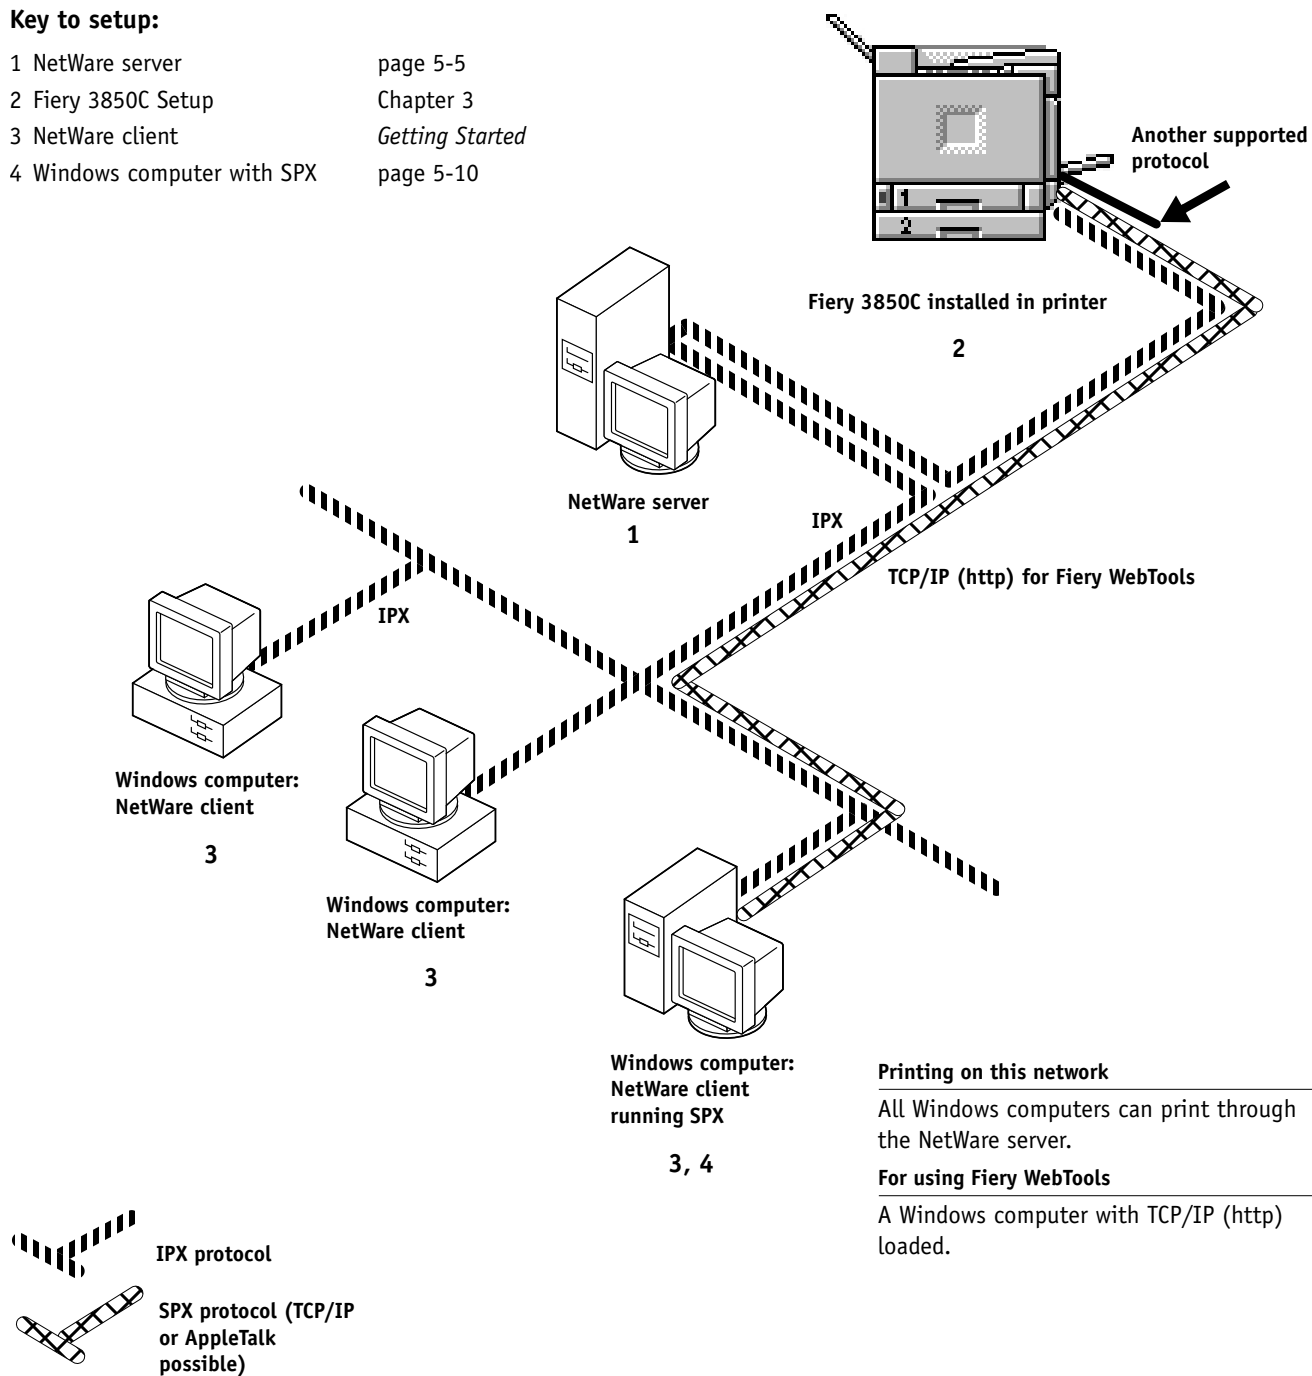 Key to setup:
1 NetWare server page 5-5
2 Fiery 3850C Setup Chapter 3
3 NetWare client Getting Started
4 Windows computer with SPX page 5-10
Another supported
protocol
1
2
Fiery 3850C installed in printer
2
NetWare server
1
IPX
TCP/IP (http) for Fiery WebTools
IPX
Windows computer:
NetWare client
3
Windows computer:
NetWare client
3
Windows computer:
NetWare client
running SPX
3, 4
Printing on this network
All Windows computers can print through
the NetWare server.
For using Fiery WebTools
A Windows computer with TCP/IP (http)
loaded.
IPX protocol
SPX protocol (TCP/IP
or AppleTalk
possible)